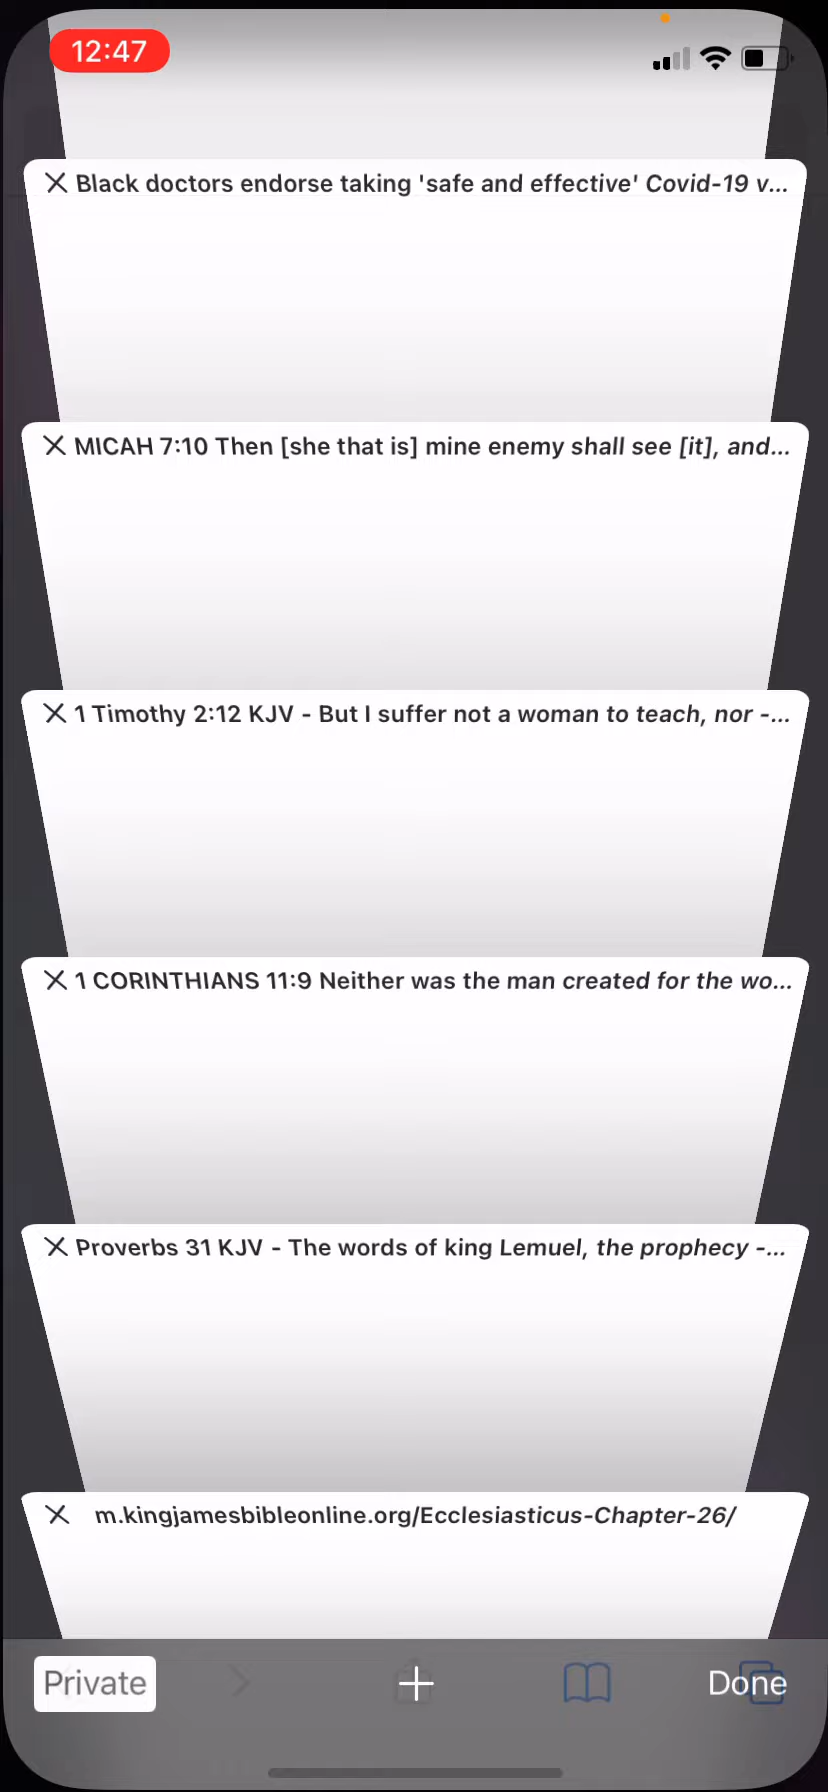 12:47
Black doctors endorse taking 'safe and effective' Covid-19 v...
MICAH 7:10 Then [she that is] mine enemy shall see [it], and...
1 Timothy 2:12 KJV - But I suffer not a woman to teach, nor -...
1 CORINTHIANS 11:9 Neither was the man created for the wo...
Proverbs 31 KJV - The words of king Lemuel, the prophecy -...
m.kingjamesbibleonline.org/Ecclesiasticus-Chapter-26/
Private
Done